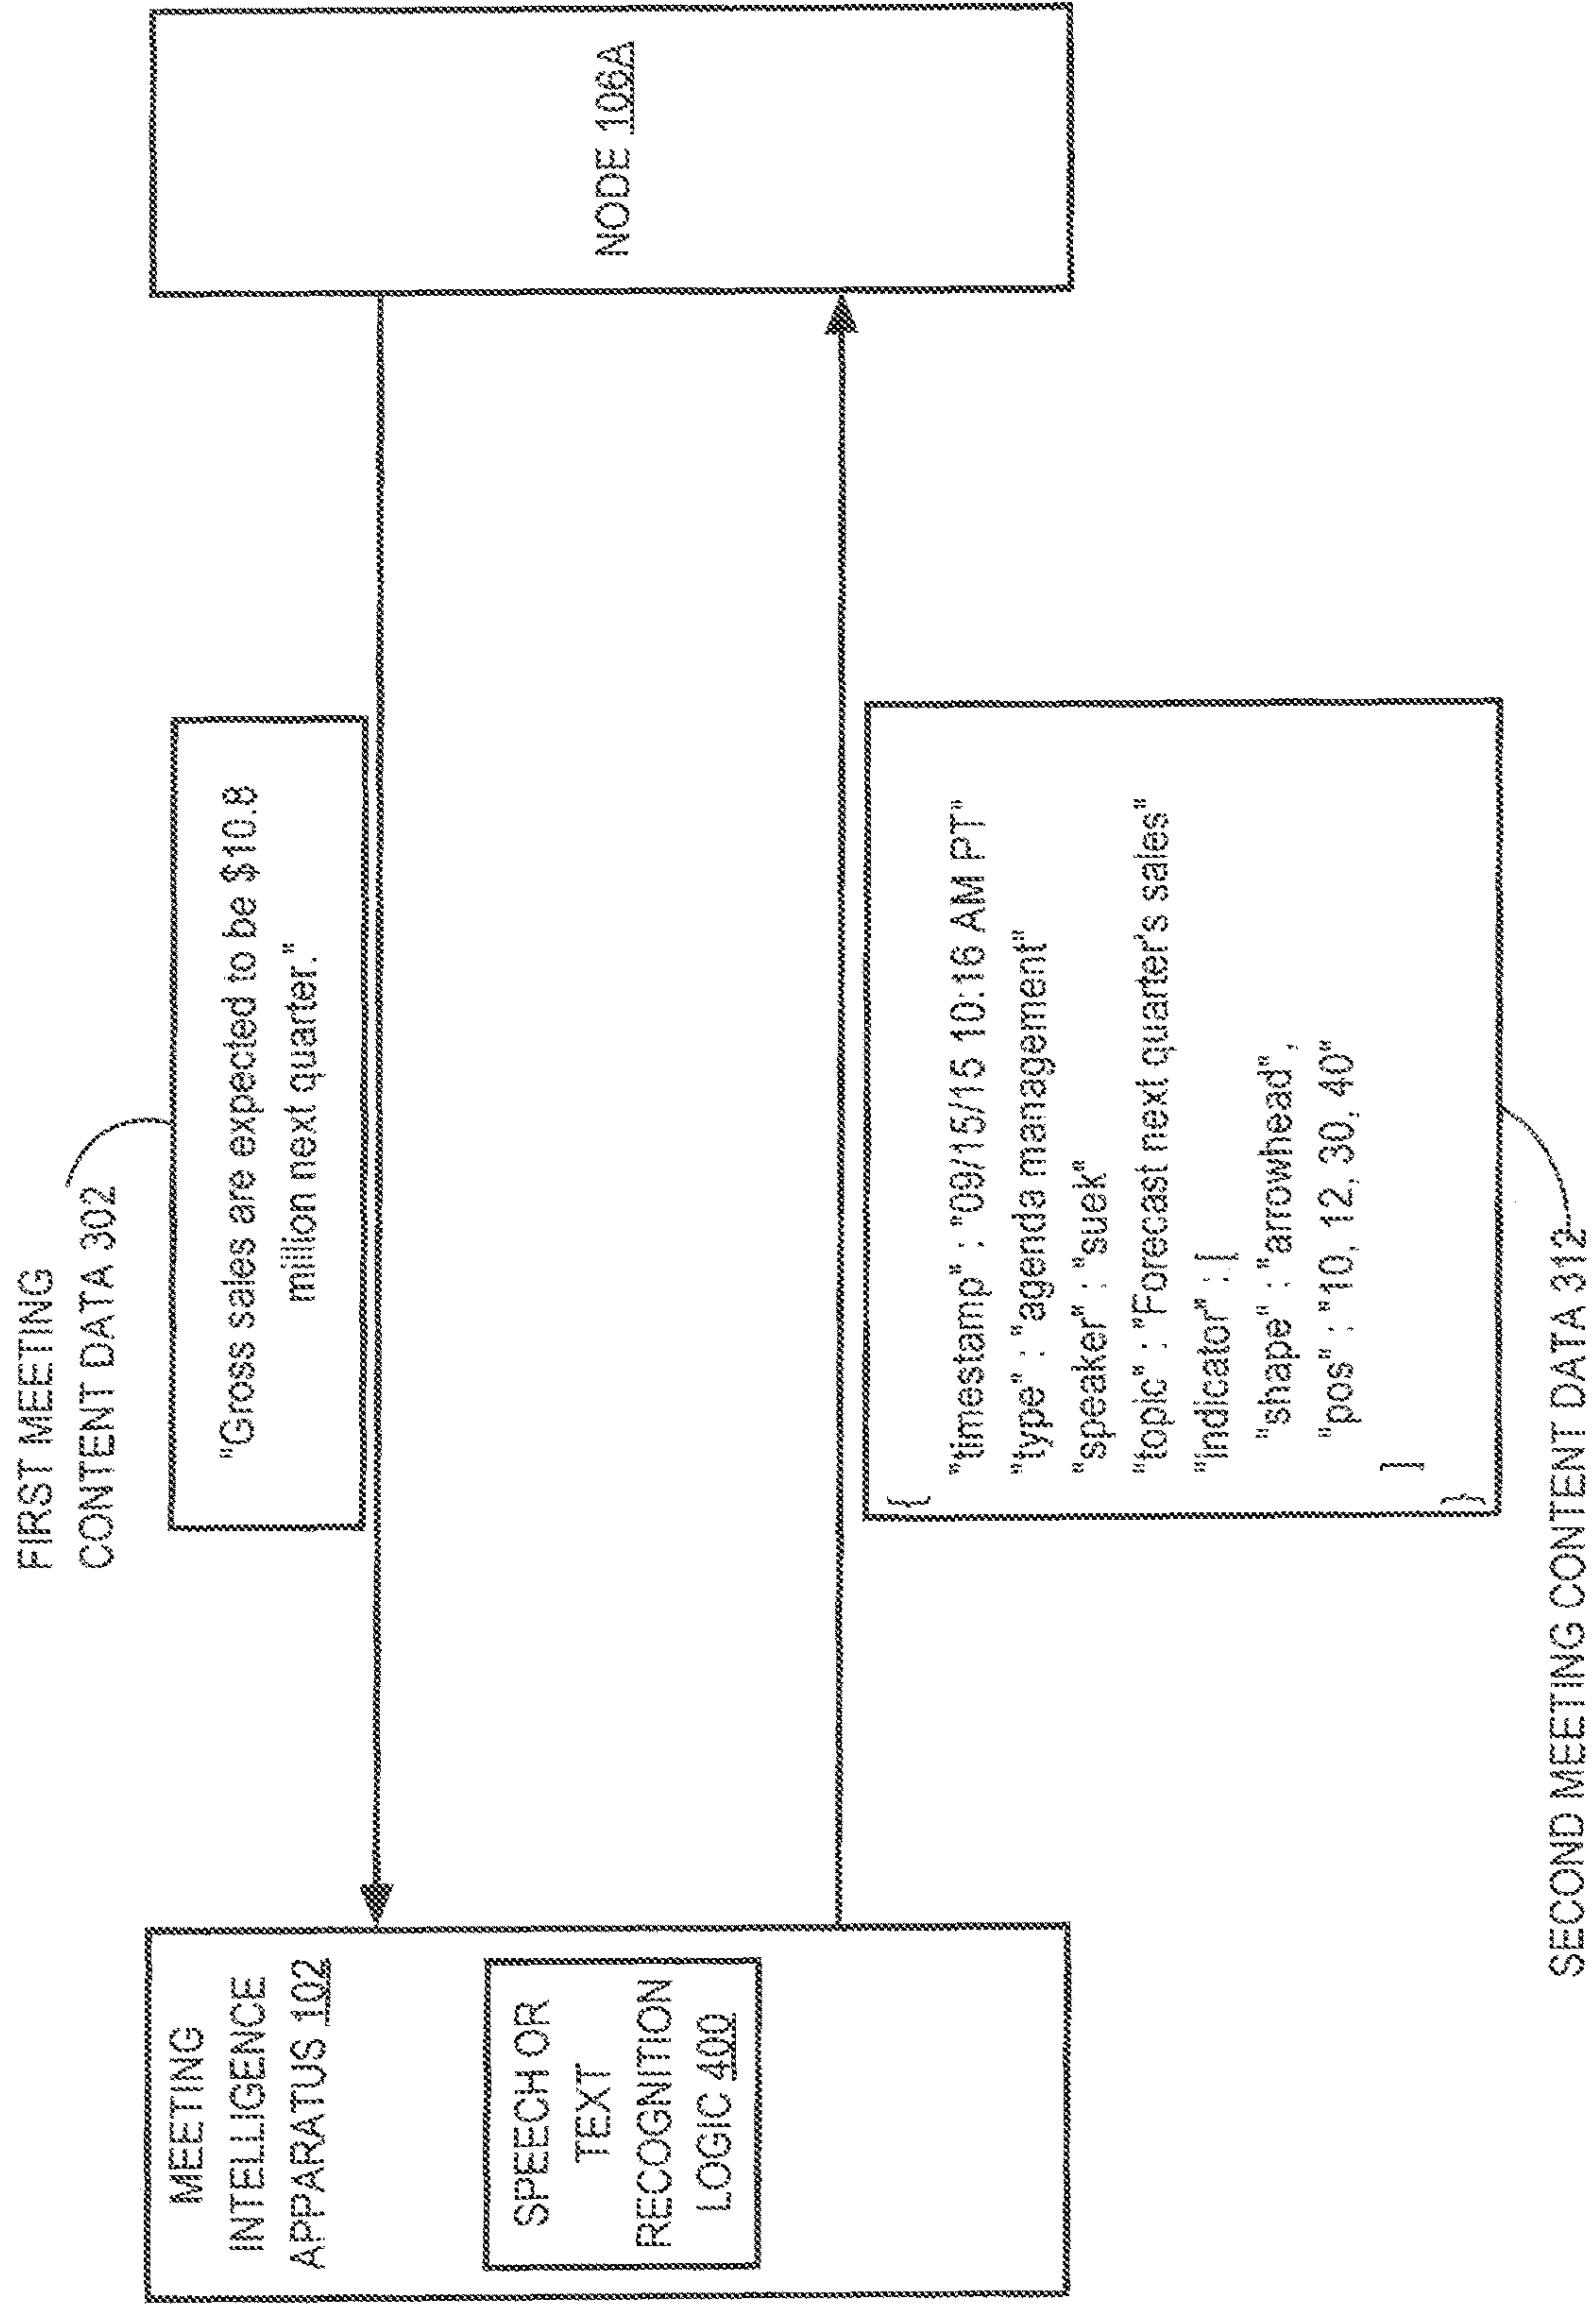 FIRST MEETING
CONTENT DATA 302
"Gross sales are expected to be $10.8
million next quarter."
MEETING
INTELLIGENCE
APPARATUS 102
SPEECH OR
TEXT
RECOGNITION
LOGIC 400
NODE 106A
{
"timestamp" : "09/15/15 10:16 AM PT"
"type" : "agenda management"
"speaker" : "suek"
"topic" : "Forecast next quarter's sales"
"indicator" : [
"shape" : "arrowhead",
"pos" : "10, 12, 30, 40"
]
}
SECOND MEETING CONTENT DATA 312